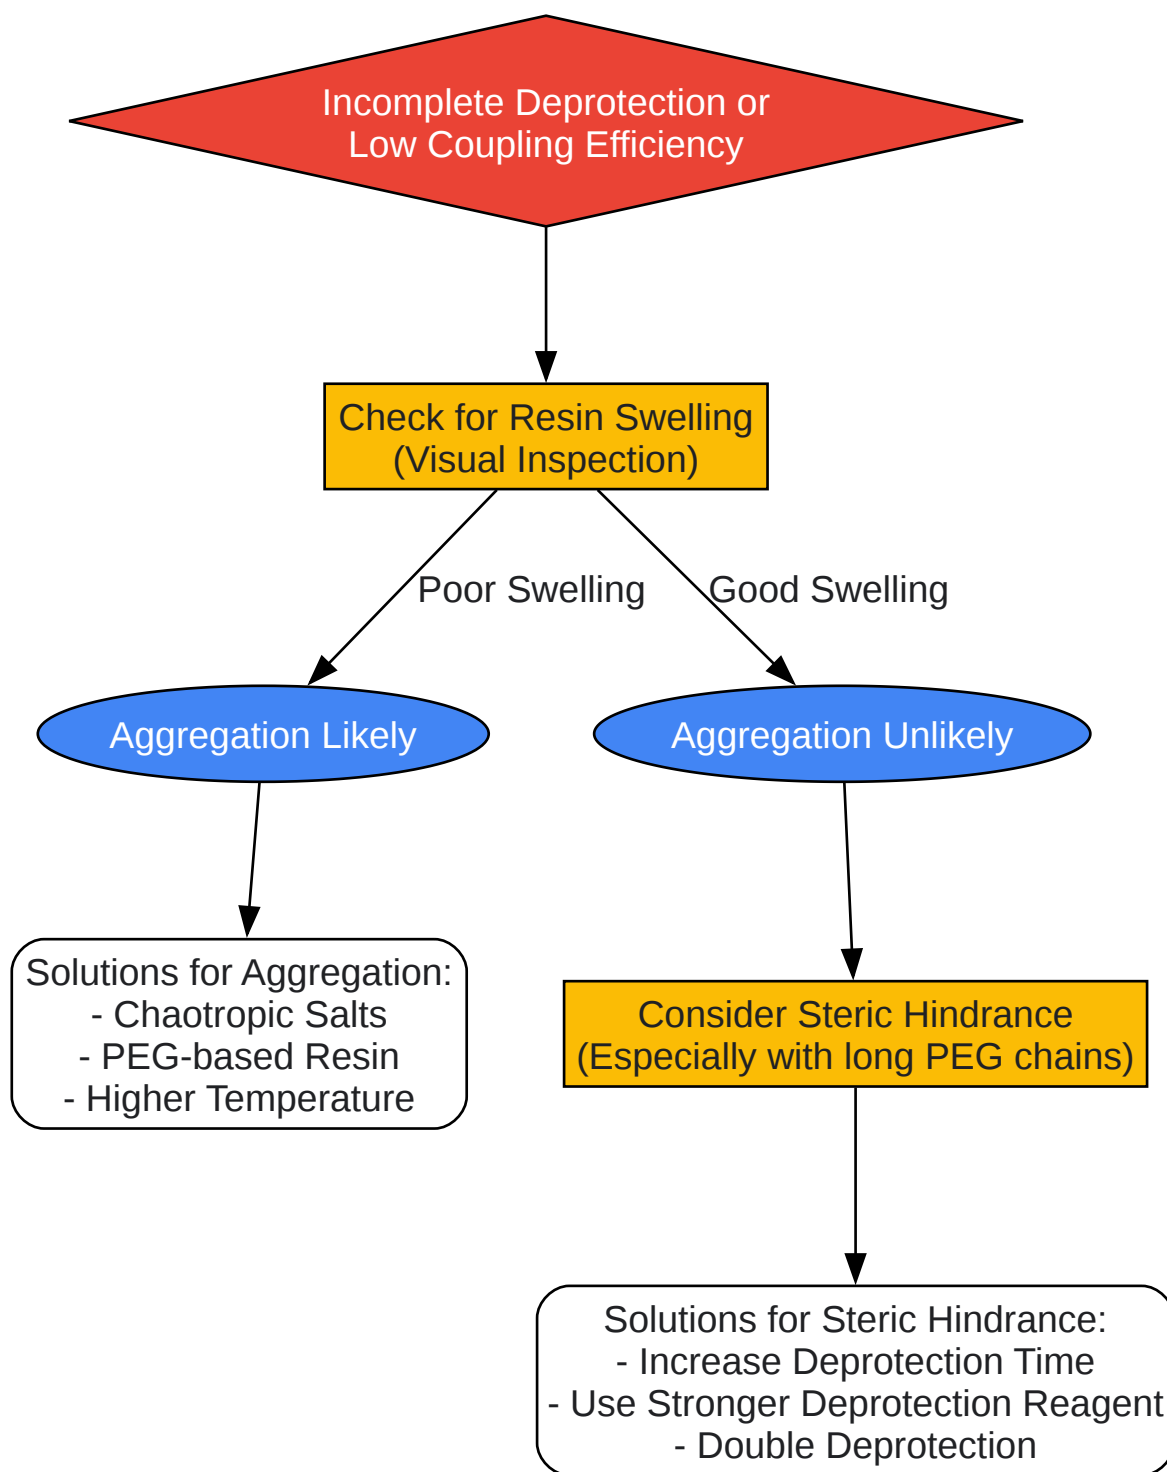 Incomplete Deprotection or
Low Coupling Efficiency
Check for Resin Swelling
(Visual Inspection)
Poor Swelling
Good Swelling
Aggregation Likely
Aggregation Unlikely
Solutions for Aggregation:
- Chaotropic Salts
- PEG-based Resin
- Higher Temperature
Consider Steric Hindrance
(Especially with long PEG chains)
Solutions for Steric Hindrance:
- Increase Deprotection Time
- Use Stronger Deprotection Reagent
- Double Deprotection